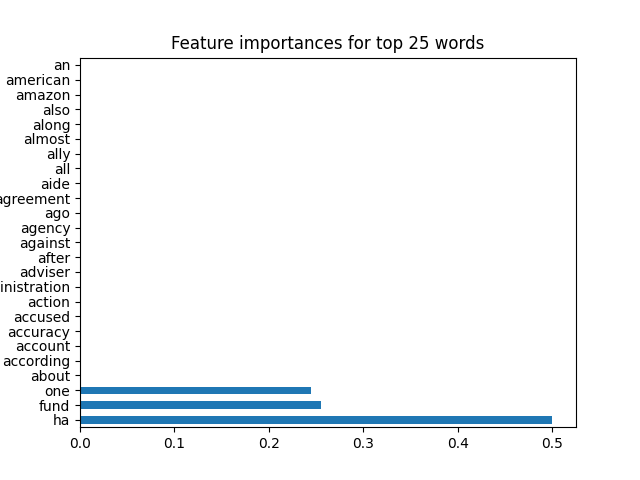 Feature importances for top 25 words
an
american
amazon
also
along
almost
ally
all
aide
agreement
ago
agency
against
after
adviser
inistration
action
accused
accuracy
account
according
about
one
fund
ha
0.0 0.1 0.2 0.3 0.4 0.5